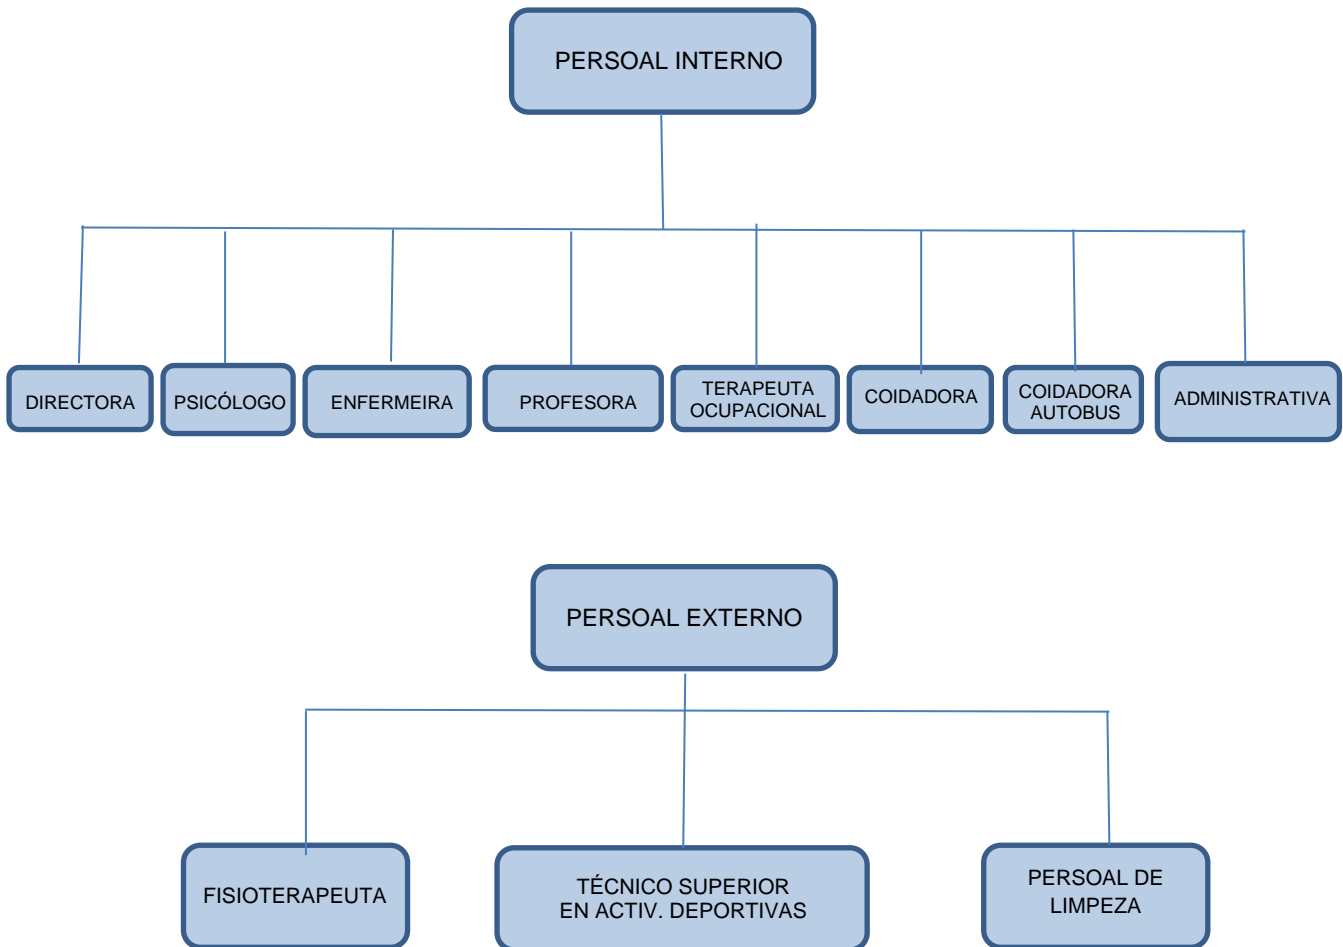 PERSOAL INTERNO
DIRECTORA
PSICÓLOGO
ENFERMEIRA
PROFESORA
TERAPEUTA
OCUPACIONAL
COIDADORA
COIDADORA
AUTOBUS
ADMINISTRATIVA
PERSOAL EXTERNO
FISIOTERAPEUTA
TÉCNICO SUPERIOR
EN ACTIV. DEPORTIVAS
PERSOAL DE
LIMPEZA